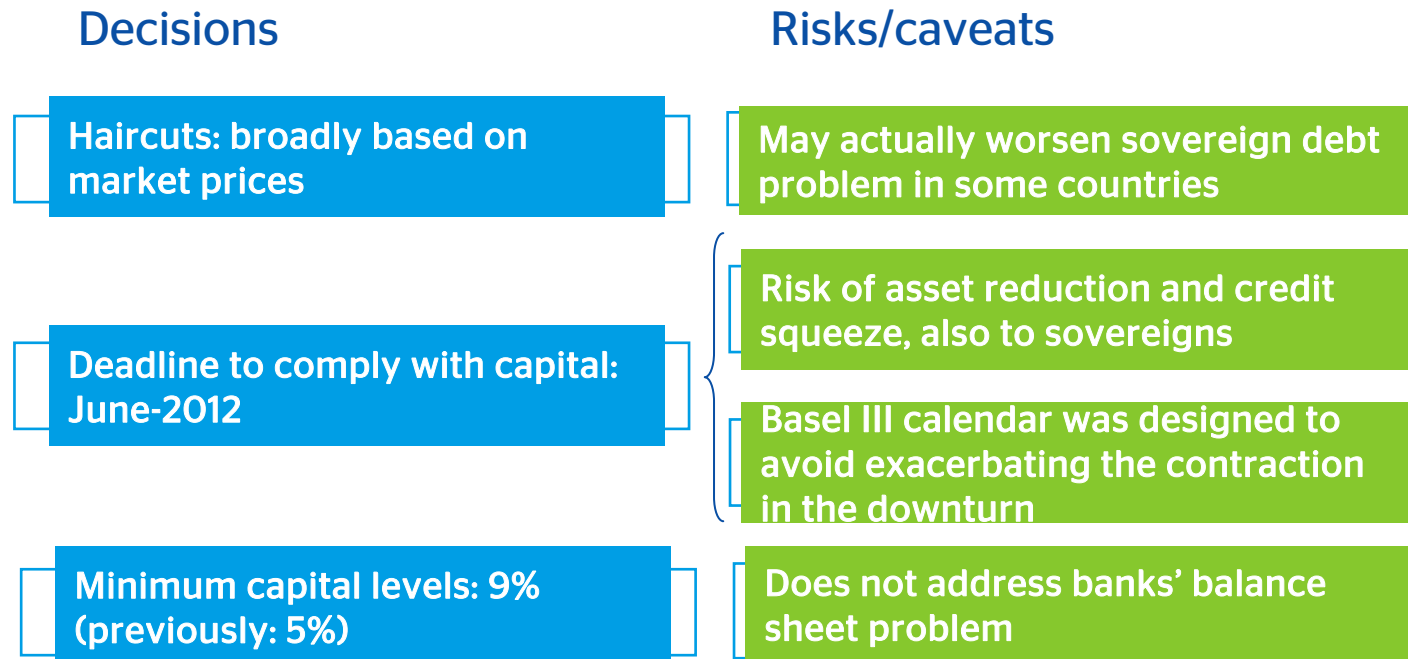 Decisions
Risks/caveats
Haircuts: broadly based on
market prices
May actually worsen sovereign debt
problem in some countries
Deadline to comply with capital:
June-2012
Risk of asset reduction and credit
squeeze, also to sovereigns
Basel III calendar was designed to
avoid exacerbating the contraction
in the downturn
Minimum capital levels: 9%
(previously: 5%)
Does not address banks’ balance
sheet problem